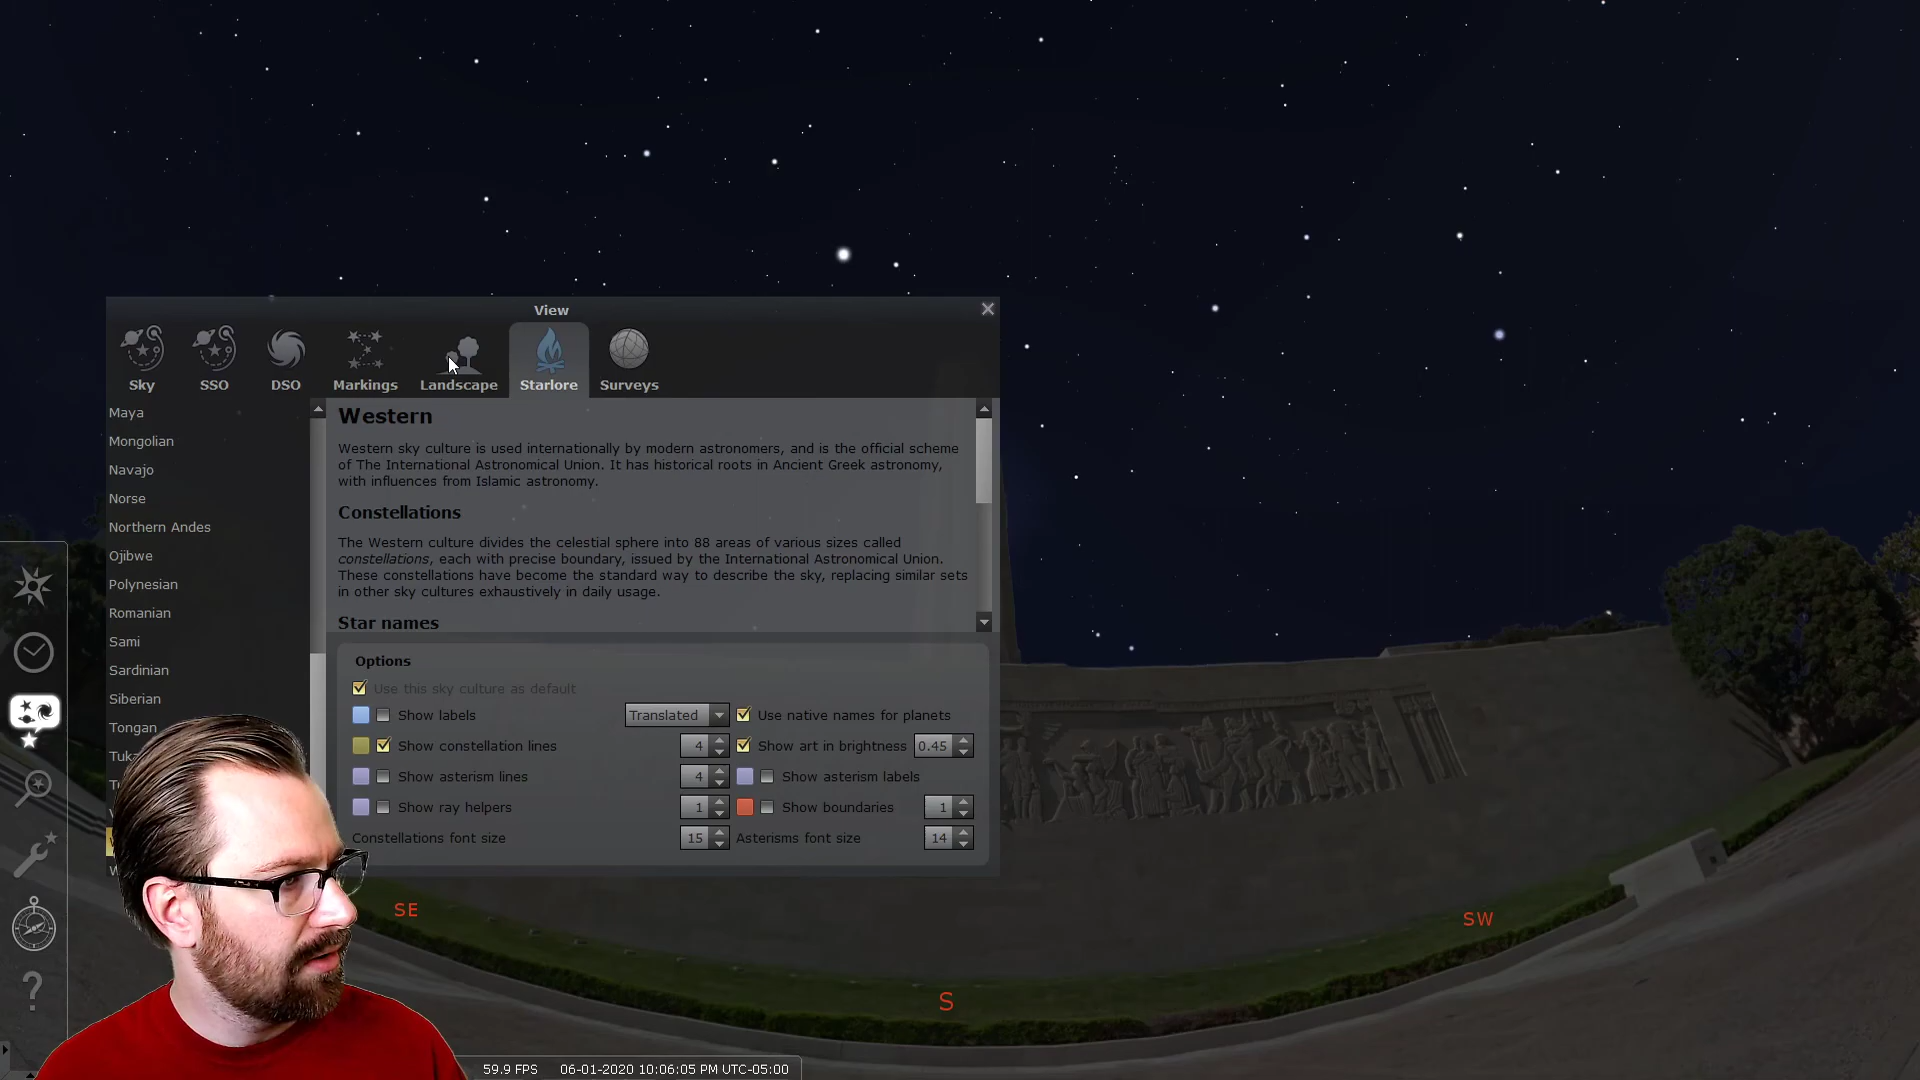 View
Sky SSO DSO Markings Landscape Starlore Surveys
Maya
Mongolian
Navajo
Norse
Northern Andes
Ojibwe
Polynesian
Romanian
Sami
Sardinian
Siberian
Tongan
Western
Western sky culture is used internationally by modern astronomers, and is the official scheme
of The International Astronomical Union. It has historical roots in Ancient Greek astronomy,
with influences from Islamic astronomy.
Constellations
The Western culture divides the celestial sphere into 88 areas of various sizes called
constellations, each with precise boundary, issued by the International Astronomical Union.
These constellations have become the standard way to describe the sky, replacing similar sets
in other sky cultures exhaustively in daily usage.
Star names
Options
Use this sky culture as default
Show labels Translated Use native names for planets
Show constellation lines 4 Show art in brightness 0.45
Show asterism lines 4 Show asterism labels
Show ray helpers 1 Show boundaries 1
Constellations font size 15 Asterisms font size 14
SE
SW
S
59.9 FPS 06-01-2020 10:06:05 PM UTC-05:00